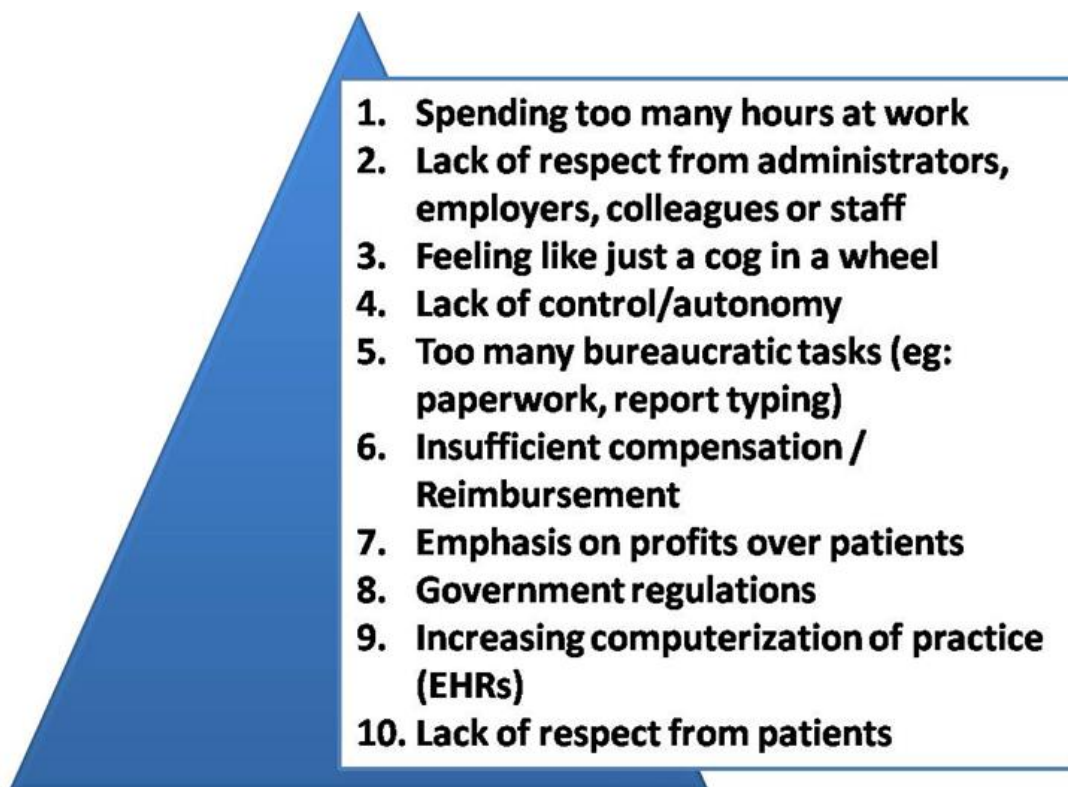 1. Spending too many hours at work
2. Lack of respect from administrators,
employers, colleagues or staff
3. Feeling like just a cog in a wheel
4. Lack of control/autonomy
5. Too many bureaucratic tasks (eg:
paperwork, report typing)
6. Insufficient compensation /
Reimbursement
7. Emphasis on profits over patients
8. Government regulations
9. Increasing computerization of practice
(EHRs)
10. Lack of respect from patients